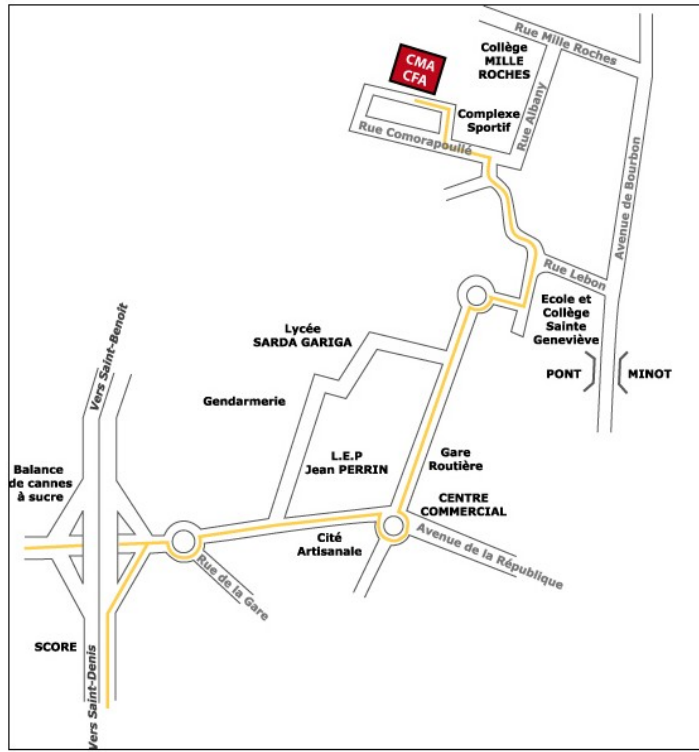 Rue Mille Roches
Collège
MILLE
ROCHES
CMA
CFA
Rue Albany
Complexe
Sportif
Rue Comorapoullé
Avenue de Bourbon
Rue Lebon
Ecole et
Collège
Sainte
Geneviève
PONT
MINOT
Lycée
SARDA GARIGA
Vers Saint-Benoît
Gendarmerie
L.E.P
Jean PERRIN
Gare
Routière
Balance
de cannes
à sucre
CENTRE
COMMERCIAL
Cité
Artisanale
Avenue de la République
Rue de la Gare
SCORE
Vers Saint-Denis